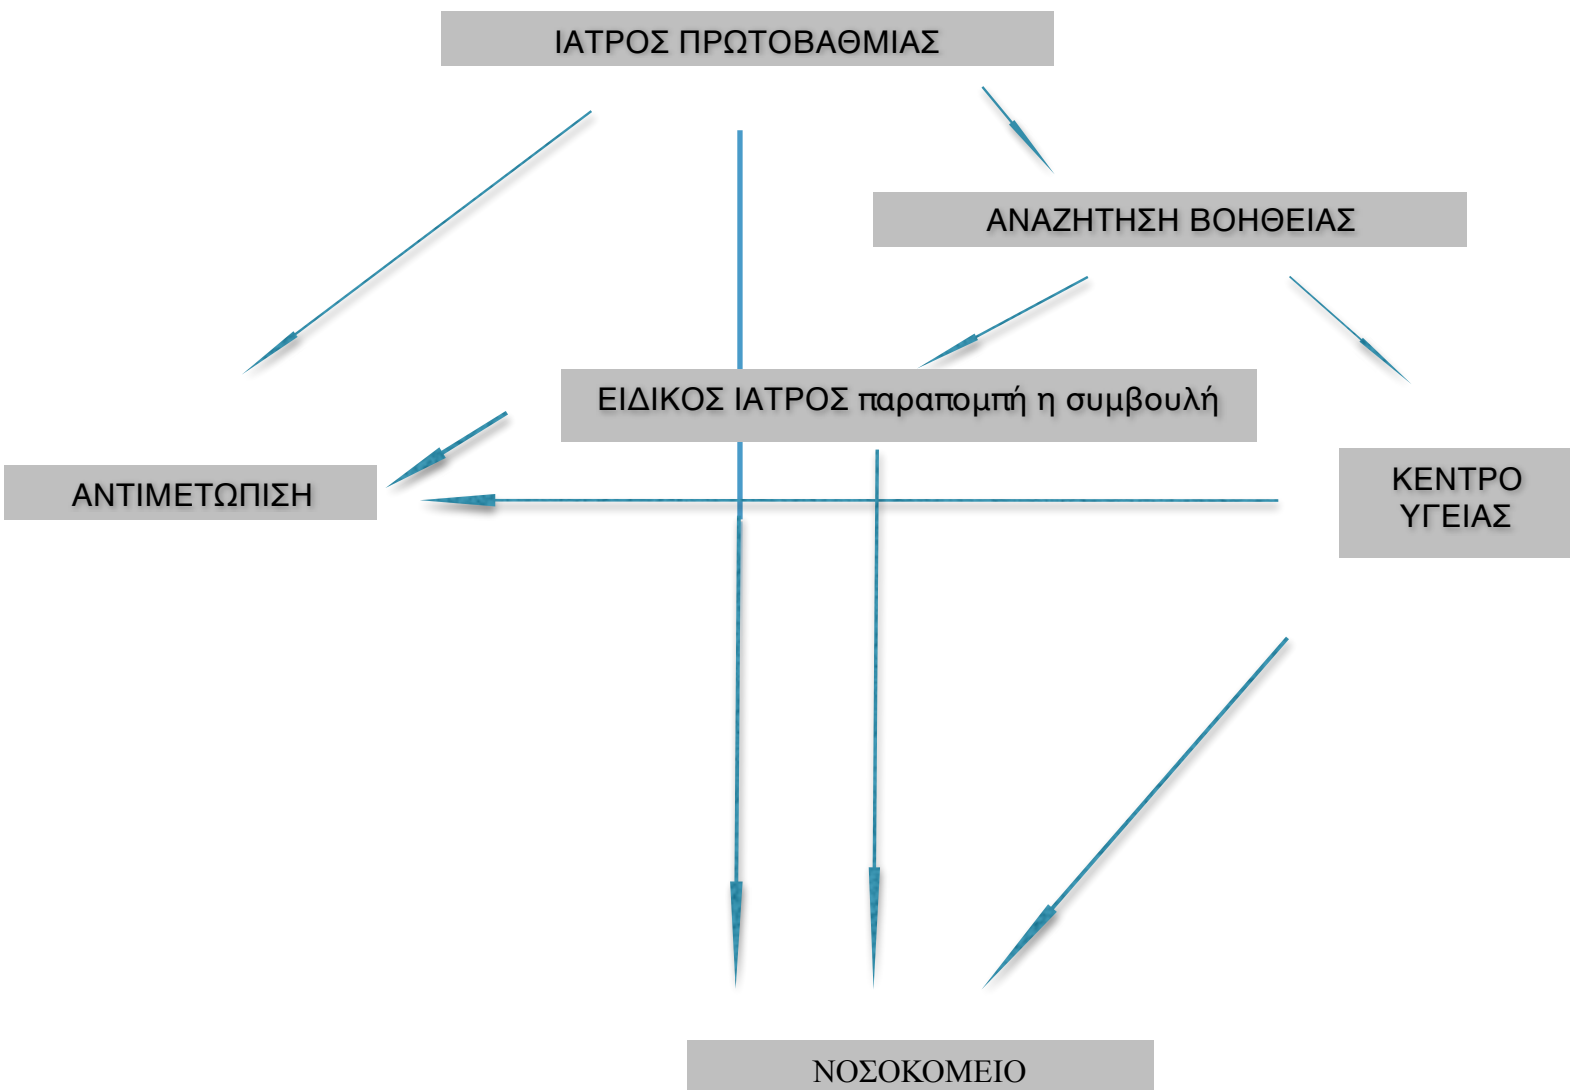 ΙΑΤΡΟΣ ΠΡΩΤΟΒΑΘΜΙΑΣ
ΑΝΑΖΗΤΗΣΗ ΒΟΗΘΕΙΑΣ
ΕΙΔΙΚΟΣ ΙΑΤΡΟΣ παραπομπή η συμβουλή
ΑΝΤΙΜΕΤΩΠΙΣΗ
ΚΕΝΤΡΟ
ΥΓΕΙΑΣ
ΝΟΣΟΚΟΜΕΙΟ